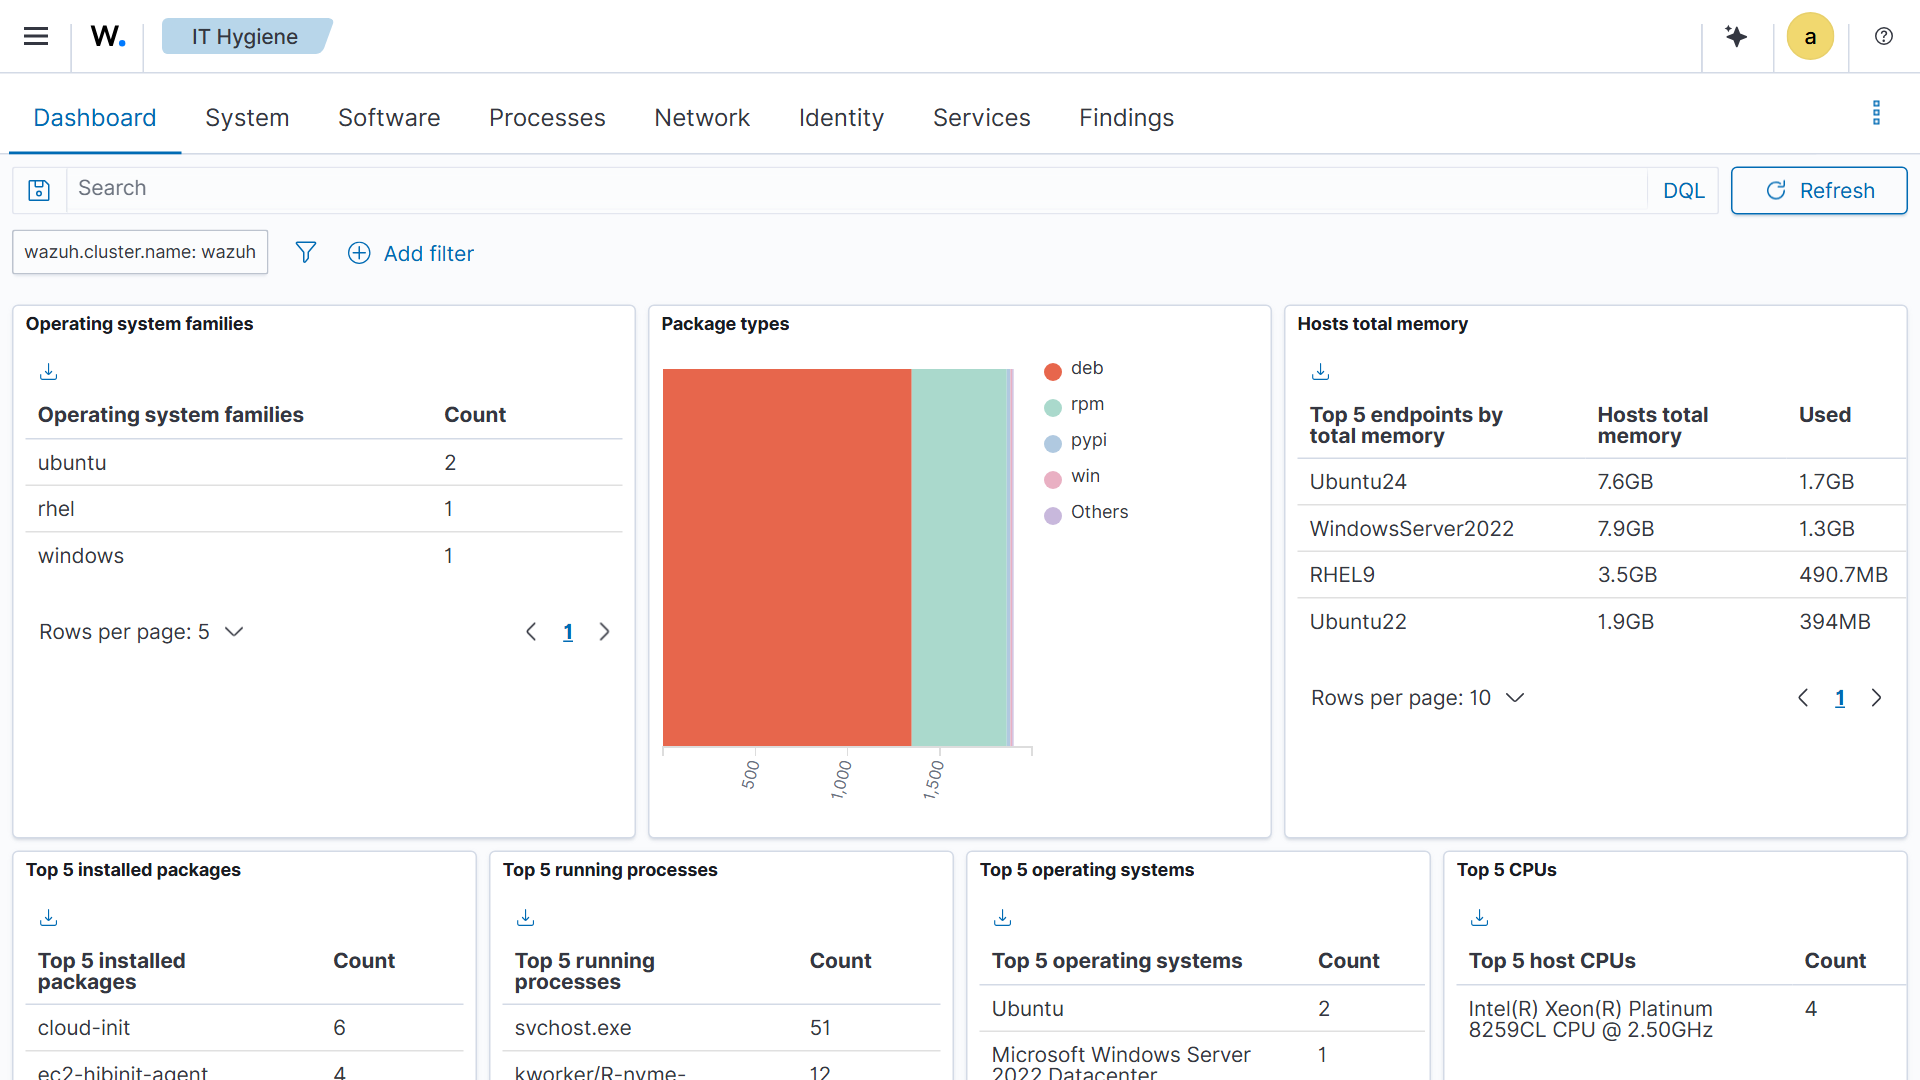 W.
IT Hygiene
a
Dashboard
System
Software
Processes
Network
Identity
Services
Findings
Search
DQL
Refresh
wazuh.cluster.name: wazuh
Add filter
Operating system families
Operating system families Count
ubuntu 2
rhel 1
windows 1
Rows per page: 5
1
Package types
deb
rpm
pypi
win
Others
500
1,000
1,500
Hosts total memory
Top 5 endpoints by
total memory
Hosts total
memory
Used
Ubuntu24 7.6GB 1.7GB
WindowsServer2022 7.9GB 1.3GB
RHEL9 3.5GB 490.7MB
Ubuntu22 1.9GB 394MB
Rows per page: 10
1
Top 5 installed packages
Top 5 installed
packages
Count
cloud-init 6
ec2-hibinit-agent 4
Top 5 running processes
Top 5 running
processes
Count
svchost.exe 51
kworker/R-nvme- 12
Top 5 operating systems
Top 5 operating systems Count
Ubuntu 2
Microsoft Windows Server 1
2022 Datacenter
Top 5 CPUs
Top 5 host CPUs Count
Intel(R) Xeon(R) Platinum 4
8259CL CPU @ 2.50GHz